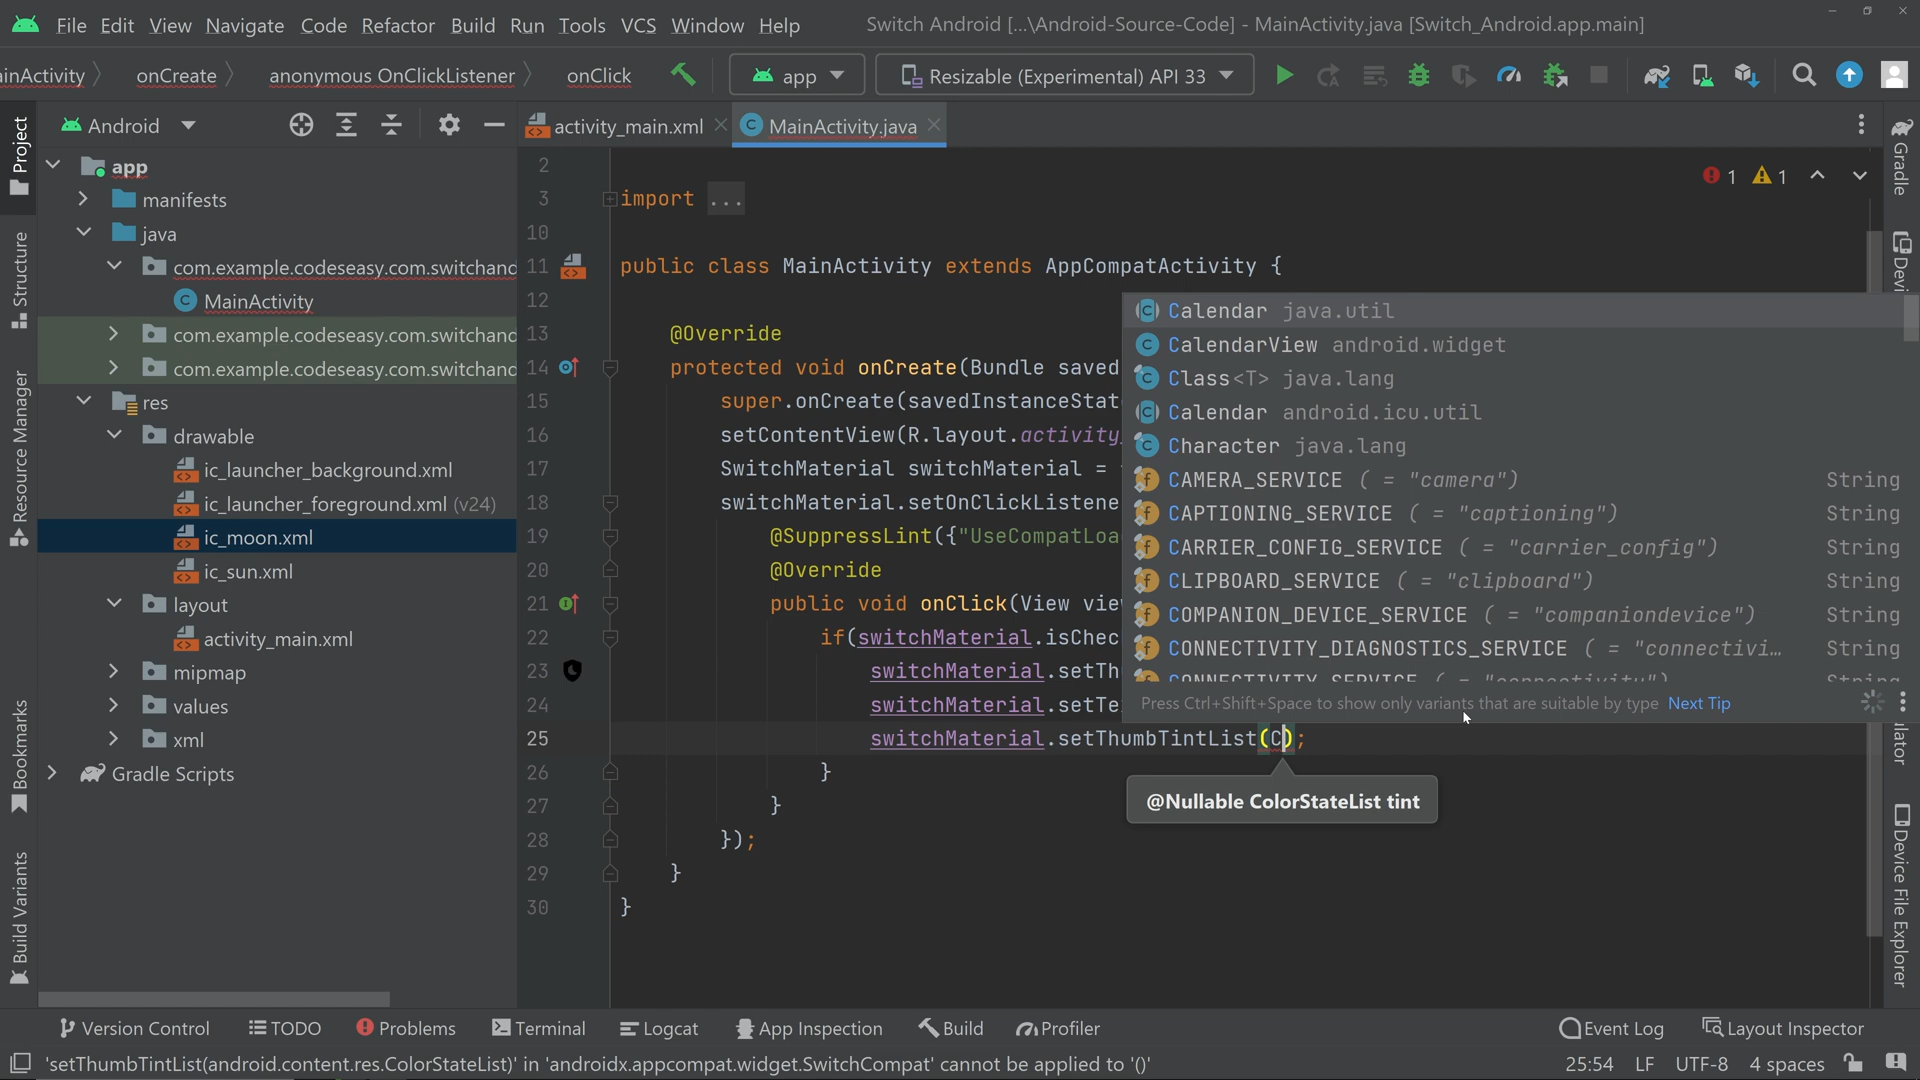 File Edit View Navigate Code Refactor Build Run Tools VCS Window Help Switch Android [...\Android-Source-Code] - MainActivity.java [Switch_Android.app.main]
ainActivity onCreate anonymous OnClickListener onClick app Resizable (Experimental) API 33
Android activity_main.xml MainActivity.java
Project
Structure
Resource Manager
Bookmarks
Build Variants
app
manifests
java
com.example.codeseasy.com.switchand
MainActivity
com.example.codeseasy.com.switchand
com.example.codeseasy.com.switchand
res
drawable
ic_launcher_background.xml
ic_launcher_foreground.xml (v24)
ic_moon.xml
ic_sun.xml
layout
activity_main.xml
mipmap
values
xml
Gradle Scripts
1 1
2
3 import ...
10
11 public class MainActivity extends AppCompatActivity {
12
13 @Override
14 protected void onCreate(Bundle saved
15 super.onCreate(savedInstanceStat
16 setContentView(R.layout.activity_
17 SwitchMaterial switchMaterial =
18 switchMaterial.setOnClickListene
19 @SuppressLint({"UseCompatLoa
20 @Override
21 public void onClick(View vie
22 if(switchMaterial.isChec
23 switchMaterial.setTh
24 switchMaterial.setTe
25 switchMaterial.setThumbTintList(C);
26 }
27 }
28 });
29 }
30 }
Calendar java.util
CalendarView android.widget
Class<T> java.lang
Calendar android.icu.util
Character java.lang
CAMERA_SERVICE ( = "camera") String
CAPTIONING_SERVICE ( = "captioning") String
CARRIER_CONFIG_SERVICE ( = "carrier_config") String
CLIPBOARD_SERVICE ( = "clipboard") String
COMPANION_DEVICE_SERVICE ( = "companiondevice") String
CONNECTIVITY_DIAGNOSTICS_SERVICE ( = "connectivi... String
CONNECTIVITY_SERVICE ( = "connectivity") String
Press Ctrl+Shift+Space to show only variants that are suitable by type Next Tip
@Nullable ColorStateList tint
Gradle
Devi
lator
Device File Explorer
Version Control TODO Problems Terminal Logcat App Inspection Build Profiler Event Log Layout Inspector
'setThumbTintList(android.content.res.ColorStateList)' in 'androidx.appcompat.widget.SwitchCompat' cannot be applied to '()' 25:54 LF UTF-8 4 spaces